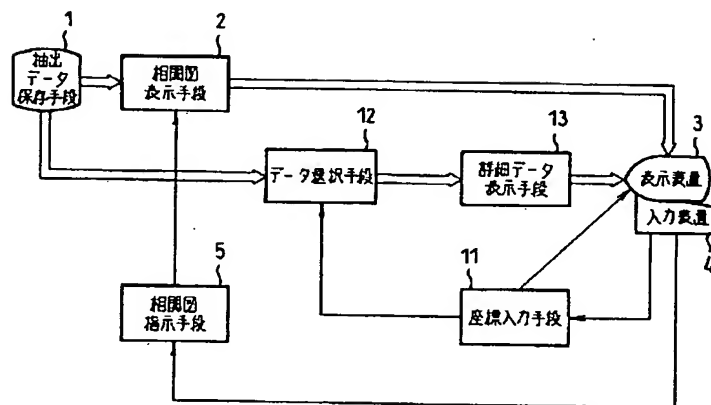 1
抽出
データ
保存手段
2
相関図
表示手段
12
データ選択手段
13
詳細データ
表示手段
3
表示装置
入力装置
4
5
相関図
指示手段
11
座標入力手段